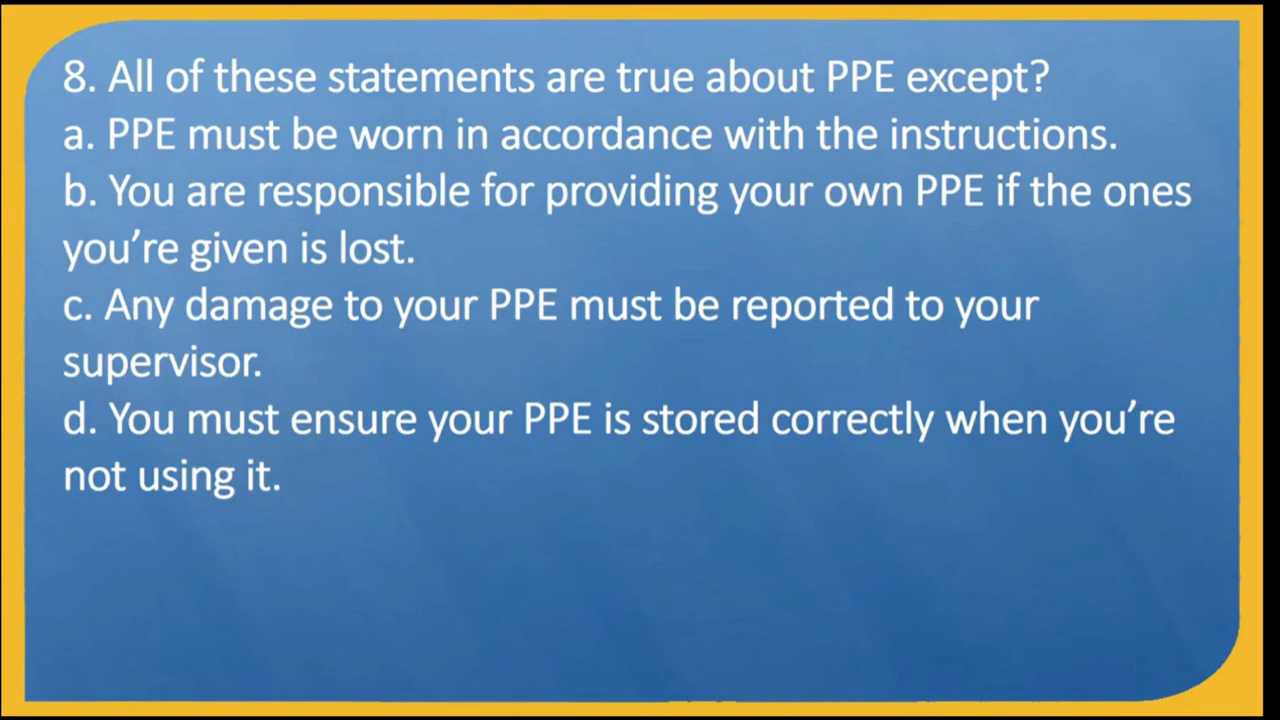 8. All of these statements are true about PPE except?
a. PPE must be worn in accordance with the instructions.
b. You are responsible for providing your own PPE if the ones
you’re given is lost.
c. Any damage to your PPE must be reported to your
supervisor.
d. You must ensure your PPE is stored correctly when you’re
not using it.